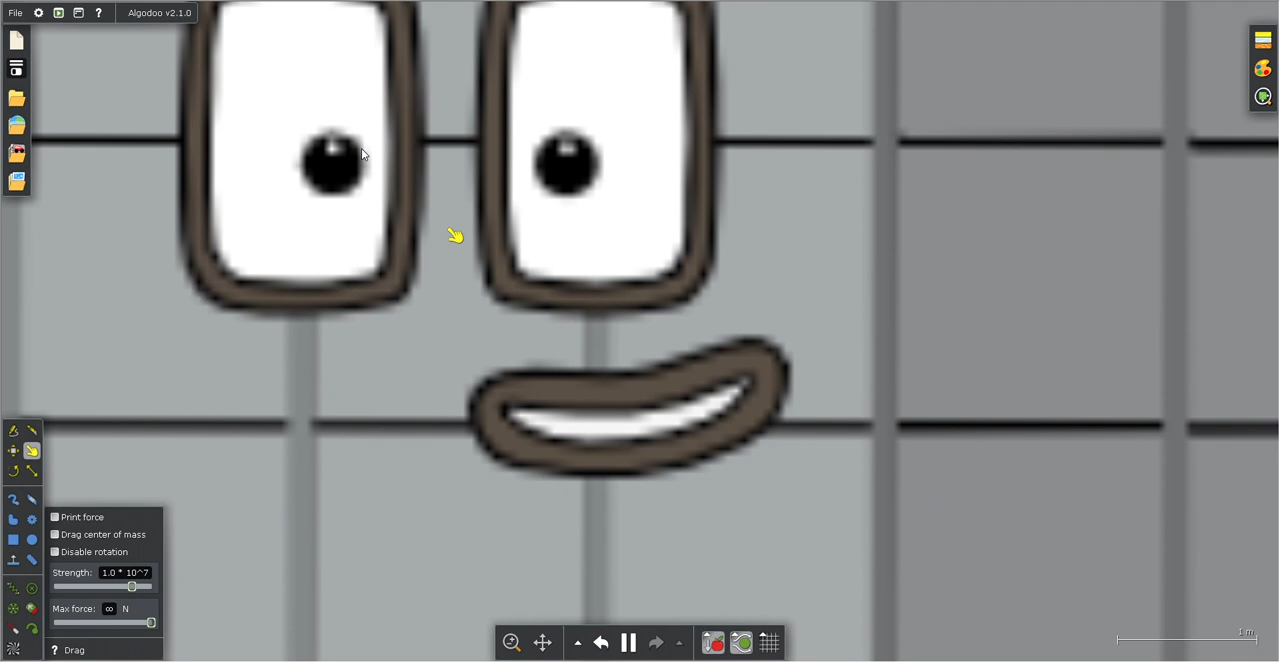 File ? Algodoo v2.1.0
Print force
Drag center of mass
Disable rotation
Strength: 1.0 * 10^7
Max force: ∞ N
? Drag
1 m